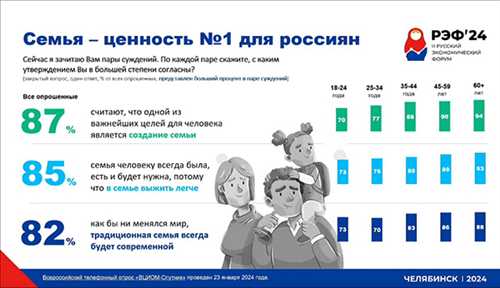 Семья – ценность №1 для россиян
РЭФ'24
II РУССКИЙ
ЭКОНОМИЧЕСКИЙ
ФОРУМ
Сейчас я зачитаю Вам пары суждений. По каждой паре скажите, с каким
утверждением Вы в большей степени согласны?
(закрытый вопрос, один ответ, % от всех опрошенных, представлен больший процент в паре суждений)
Все опрошенные
18-24 года
25-34 года
35-44 года
45-59 лет
60+ лет
87%
считают, что одной из
важнейших целей для человека
является создание семьи
70 77 89 90 94
85%
семья человеку всегда была,
есть и будет нужна, потому
что в семье выжить легче
73 75
82%
как бы ни менялся мир,
традиционная семья всегда
будет современной
73 70 83 86 88
Всероссийский телефонный опрос «ВЦИОМ-Спутник» проведен 23 января 2024 года.
ЧЕЛЯБИНСК | 2024